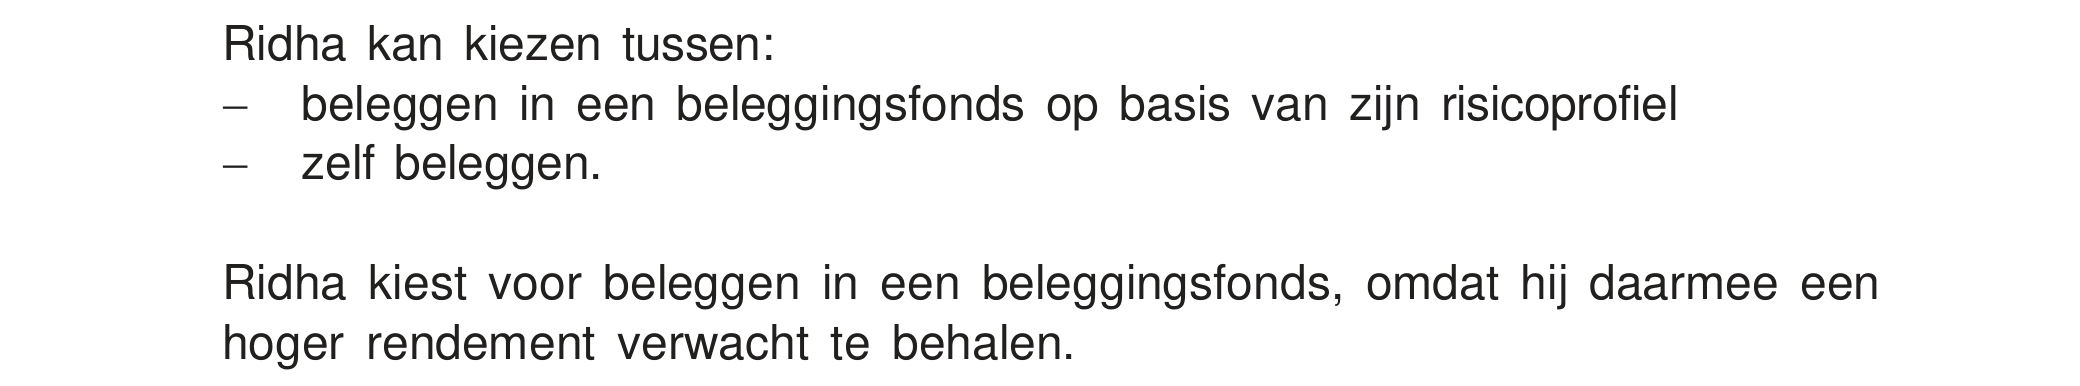 Ridha kan kiezen tussen:
– beleggen in een beleggingsfonds op basis van zijn risicoprofiel
– zelf beleggen.
Ridha kiest voor beleggen in een beleggingsfonds, omdat hij daarmee een
hoger rendement verwacht te behalen.